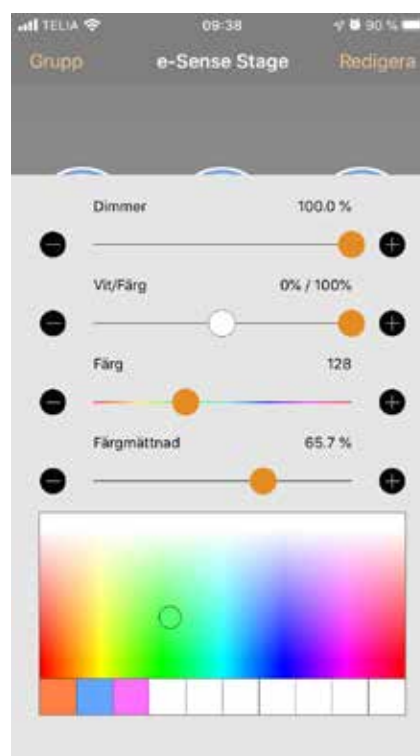 TELIA 09:38 90 %
Grupp e-Sense Stage Redigera
Dimmer 100.0 %
Vit/Färg 0% / 100%
Färg 128
Färgmättnad 65.7 %